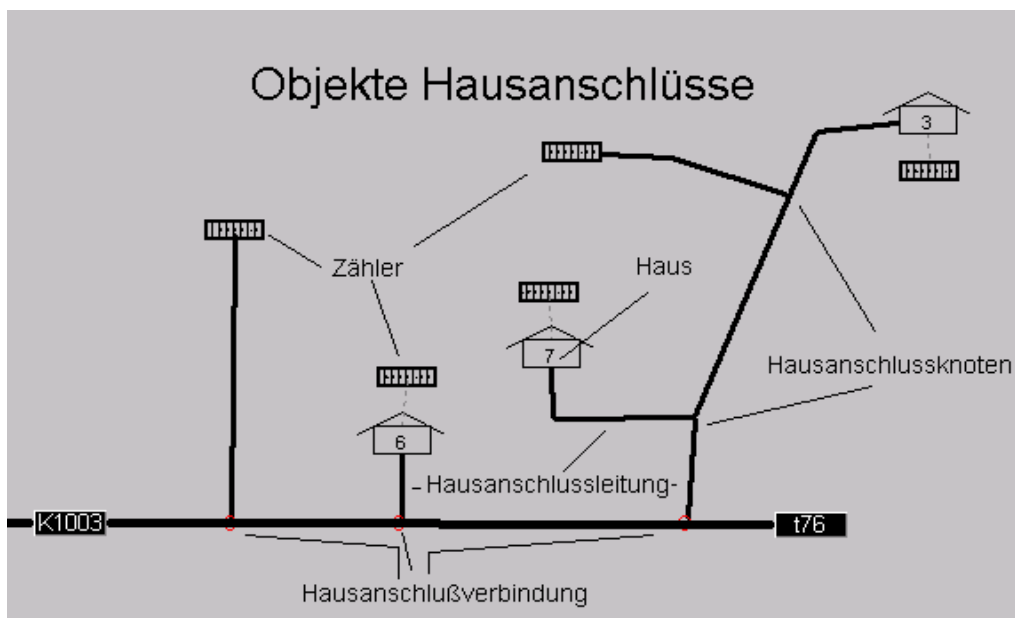 Objekte Hausanschlüsse
3
Zähler
Haus
7
Hausanschlussknoten
6
-Hausanschlussleitung-
K1003
t76
Hausanschlußverbindung